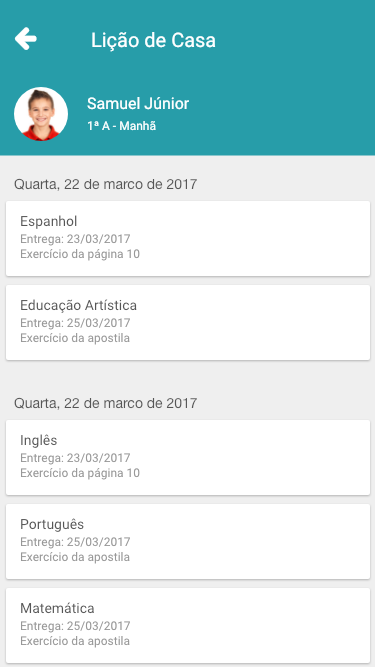 Lição de Casa
Samuel Júnior
1ª A - Manhã
Quarta, 22 de marco de 2017
Espanhol
Entrega: 23/03/2017
Exercício da página 10
Educação Artística
Entrega: 25/03/2017
Exercício da apostila
Quarta, 22 de marco de 2017
Inglês
Entrega: 23/03/2017
Exercício da página 10
Português
Entrega: 25/03/2017
Exercício da apostila
Matemática
Entrega: 25/03/2017
Exercício da apostila